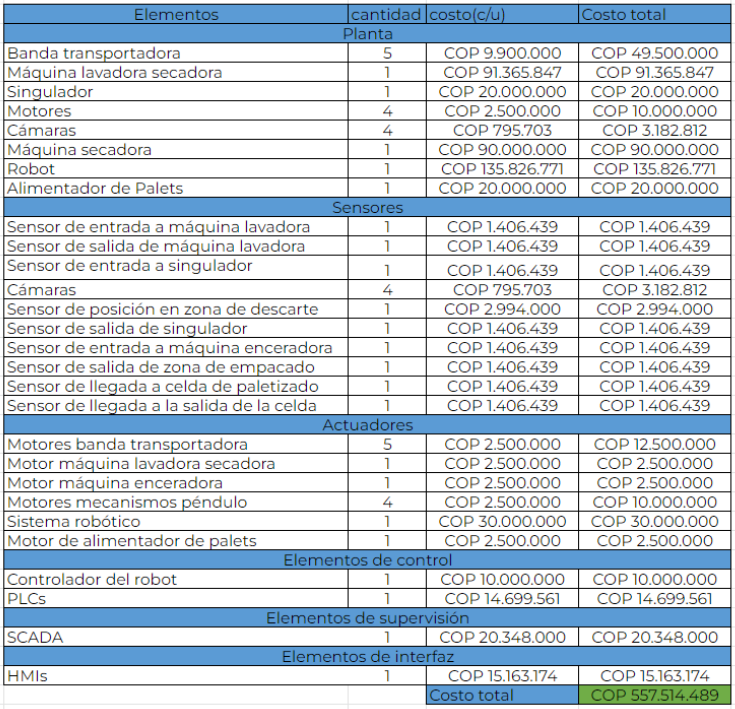 Elementos cantidad costo(c/u) Costo total
Planta
Banda transportadora 5 COP 9.900.000 COP 49.500.000
Máquina lavadora secadora 1 COP 91.365.847 COP 91.365.847
Singulador 1 COP 20.000.000 COP 20.000.000
Motores 4 COP 2.500.000 COP 10.000.000
Cámaras 4 COP 795.703 COP 3.182.812
Máquina secadora 1 COP 90.000.000 COP 90.000.000
Robot 1 COP 135.826.771 COP 135.826.771
Alimentador de Palets 1 COP 20.000.000 COP 20.000.000
Sensores
Sensor de entrada a máquina lavadora 1 COP 1.406.439 COP 1.406.439
Sensor de salida de máquina lavadora 1 COP 1.406.439 COP 1.406.439
Sensor de entrada a singulador 1 COP 1.406.439 COP 1.406.439
Cámaras 4 COP 795.703 COP 3.182.812
Sensor de posición en zona de descarte 1 COP 2.994.000 COP 2.994.000
Sensor de salida de singulador 1 COP 1.406.439 COP 1.406.439
Sensor de entrada a máquina enceradora 1 COP 1.406.439 COP 1.406.439
Sensor de salida de zona de empacado 1 COP 1.406.439 COP 1.406.439
Sensor de llegada a celda de paletizado 1 COP 1.406.439 COP 1.406.439
Sensor de llegada a la salida de la celda 1 COP 1.406.439 COP 1.406.439
Actuadores
Motores banda transportadora 5 COP 2.500.000 COP 12.500.000
Motor máquina lavadora secadora 1 COP 2.500.000 COP 2.500.000
Motor máquina enceradora 1 COP 2.500.000 COP 2.500.000
Motores mecanismos péndulo 4 COP 2.500.000 COP 10.000.000
Sistema robótico 1 COP 30.000.000 COP 30.000.000
Motor de alimentador de palets 1 COP 2.500.000 COP 2.500.000
Elementos de control
Controlador del robot 1 COP 10.000.000 COP 10.000.000
PLCs 1 COP 14.699.561 COP 14.699.561
Elementos de supervisión
SCADA 1 COP 20.348.000 COP 20.348.000
Elementos de interfaz
HMIs 1 COP 15.163.174 COP 15.163.174
Costo total COP 557.514.489